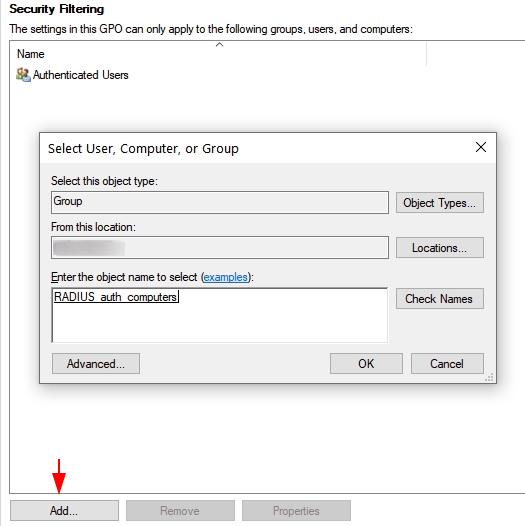 Security Filtering
The settings in this GPO can only apply to the following groups, users, and computers:
Name
Authenticated Users
Select User, Computer, or Group
Select this object type:
Group
Object Types...
From this location:
Locations...
Enter the object name to select (examples):
RADIUS_auth_computers
Check Names
Advanced...
OK
Cancel
Add...
Remove
Properties